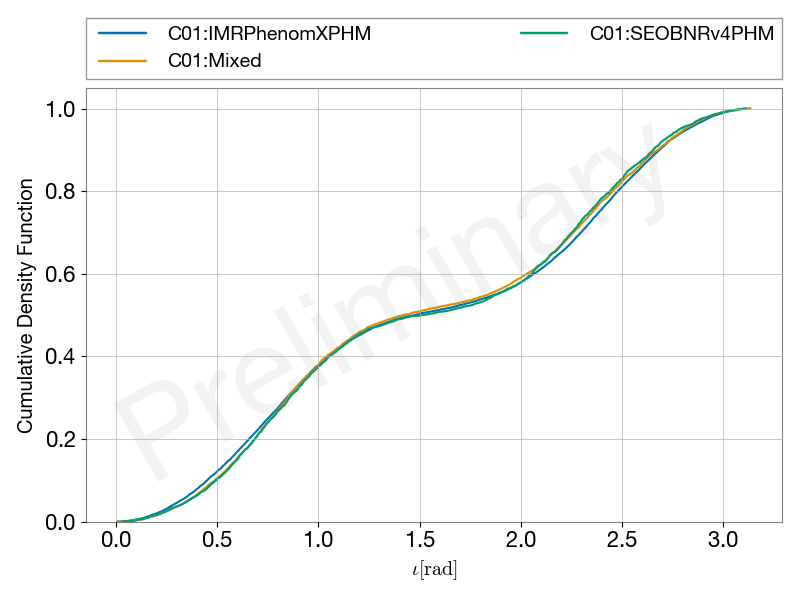 C01:IMRPhenomXPHM
C01:Mixed
C01:SEOBNRv4PHM
1.0
0.8
0.6
0.4
0.2
0.0
Cumulative Density Function
Preliminary
0.0 0.5 1.0 1.5 2.0 2.5 3.0
ι[rad]